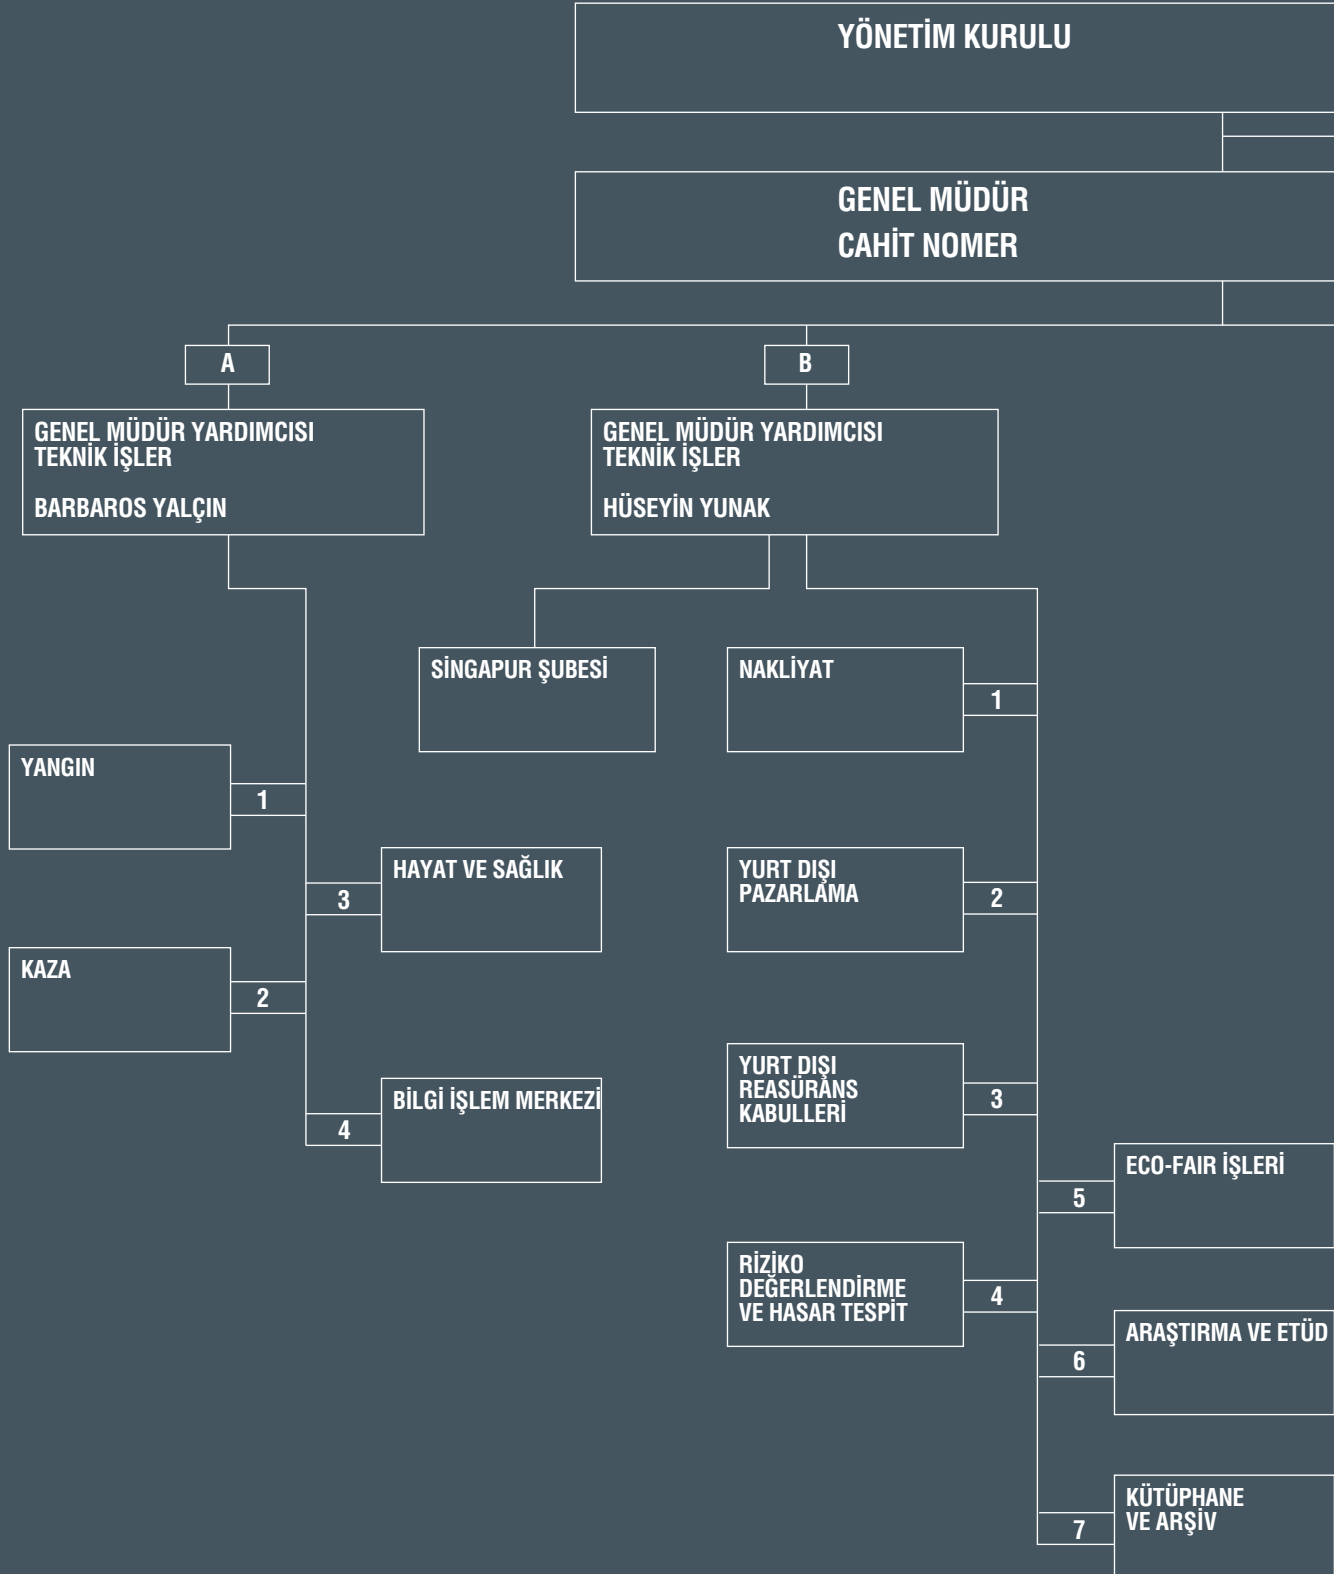 YÖNETİM KURULU
GENEL MÜDÜR
CAHİT NOMER
A
GENEL MÜDÜR YARDIMCISI
TEKNİK İŞLER
BARBAROS YALÇIN
YANGIN
1
KAZA
2
HAYAT VE SAĞLIK
3
BİLGİ İŞLEM MERKEZİ
4
B
GENEL MÜDÜR YARDIMCISI
TEKNİK İŞLER
HÜSEYİN YUNAK
SİNGAPUR ŞUBESİ
NAKLİYAT
1
YURT DIŞI
PAZARLAMA
2
YURT DIŞI
REASÜRANS
KABULLERİ
3
RİZİKO
DEĞERLENDİRME
VE HASAR TESPİT
4
ECO-FAIR İŞLERİ
5
ARAŞTIRMA VE ETÜD
6
KÜTÜPHANE
VE ARŞİV
7